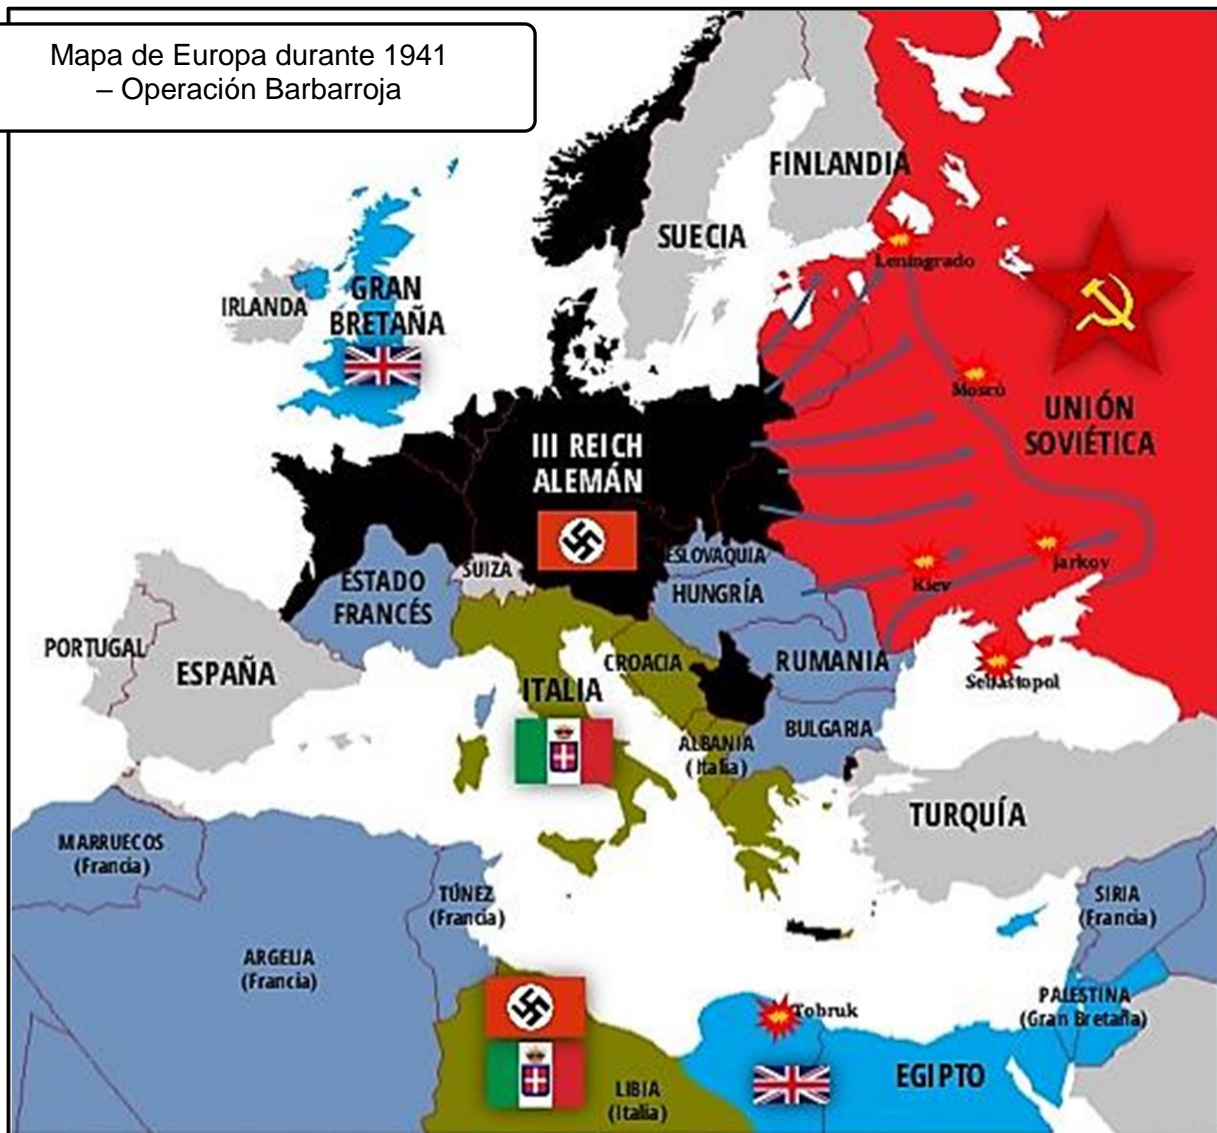 Mapa de Europa durante 1941
– Operación Barbarroja
FINLANDIA
SUECIA
Leningrado
IRLANDA
GRAN
BRETAÑA
Moscú
UNIÓN
SOVIÉTICA
III REICH
ALEMÁN
ESLOVAQUIA
SUIZA
ESTADO
FRANCÉS
HUNGRÍA
Kiev
Jarkov
PORTUGAL
ESPAÑA
CROACIA
RUMANIA
ITALIA
Sebastopol
BULGARIA
ALBANIA
(Italia)
TURQUÍA
MARRUECOS
(Francia)
TÚNEZ
(Francia)
SIRIA
(Francia)
ARGELIA
(Francia)
PALESTINA
(Gran Bretaña)
Tobruk
EGIPTO
LIBIA
(Italia)